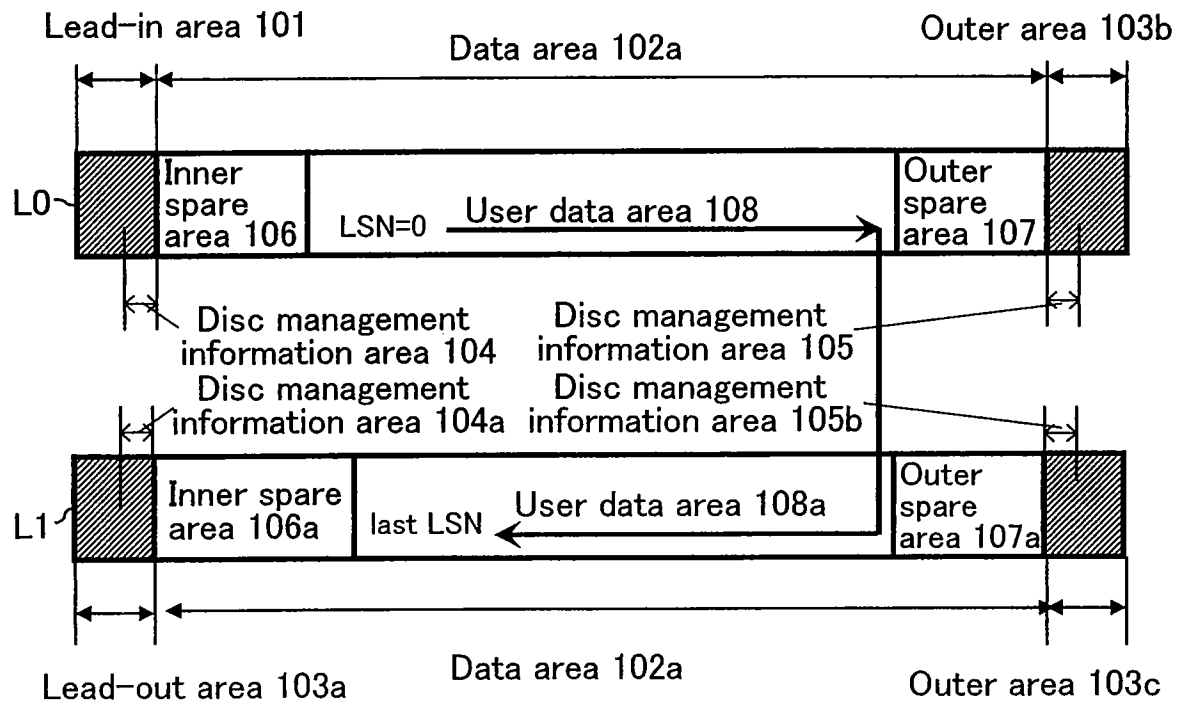 Lead-in area 101
Data area 102a
Outer area 103b
L0
Inner
spare
area 106
LSN=0
User data area 108
Outer
spare
area 107
Disc management
information area 104
Disc management
information area 105
Disc management
information area 104a
Disc management
information area 105b
L1
Inner spare
area 106a
last LSN
User data area 108a
Outer
spare
area 107a
Lead-out area 103a
Data area 102a
Outer area 103c